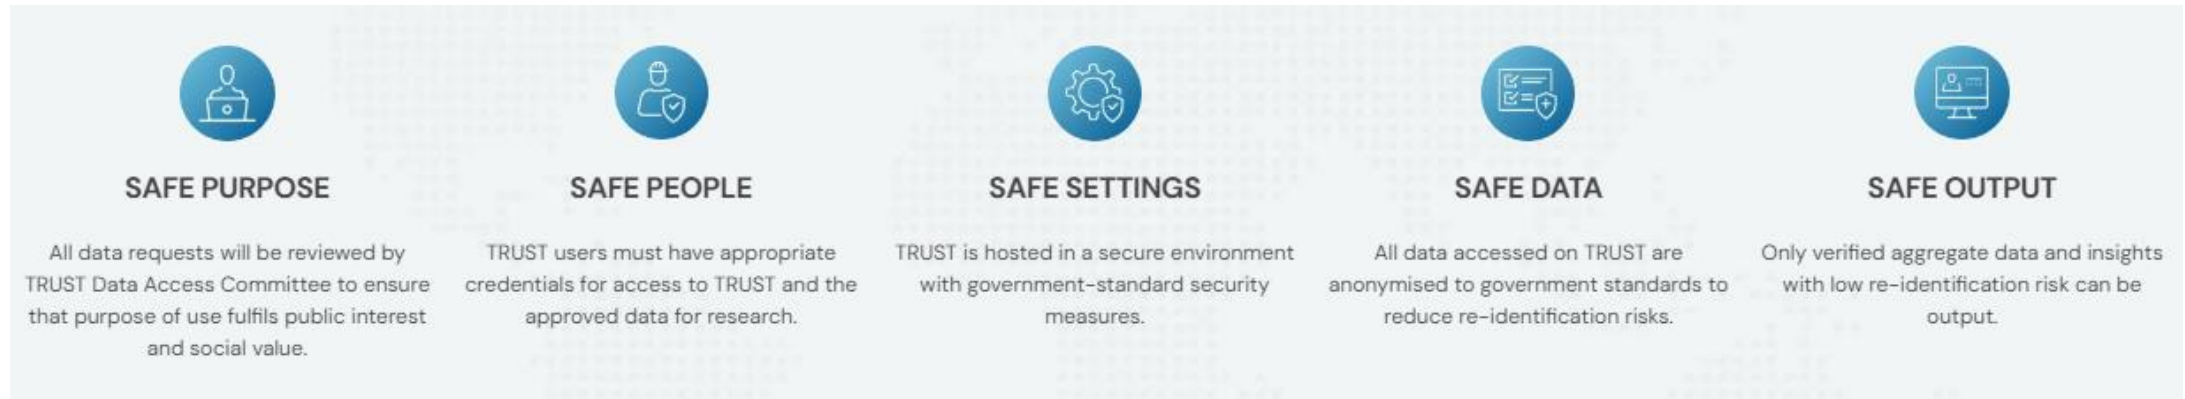 SAFE PURPOSE
All data requests will be reviewed by
TRUST Data Access Committee to ensure
that purpose of use fulfils public interest
and social value.
SAFE PEOPLE
TRUST users must have appropriate
credentials for access to TRUST and the
approved data for research.
SAFE SETTINGS
TRUST is hosted in a secure environment
with government-standard security
measures.
SAFE DATA
All data accessed on TRUST are
anonymised to government standards to
reduce re-identification risks.
SAFE OUTPUT
Only verified aggregate data and insights
with low re-identification risk can be
output.